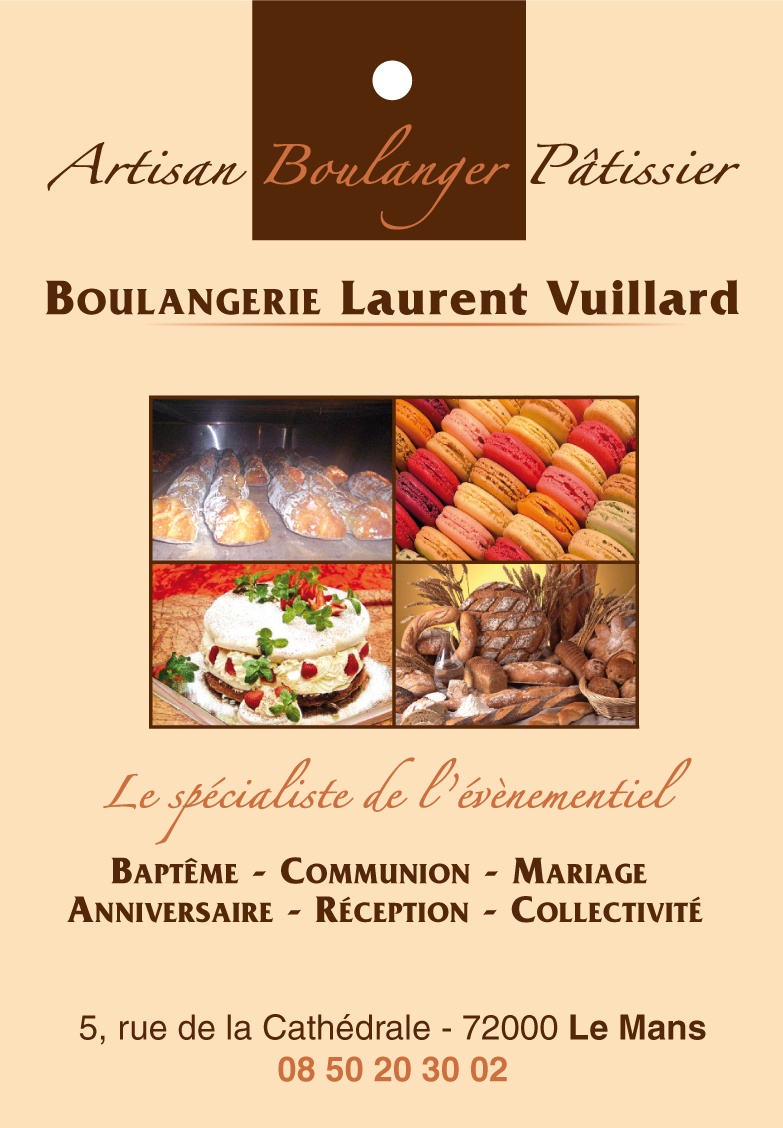 Artisan Boulanger Pâtissier
BOULANGERIE Laurent Vuillard
Le spécialiste de l'évènementiel
BAPTÊME - COMMUNION - MARIAGE
ANNIVERSAIRE - RÉCEPTION - COLLECTIVITÉ
5, rue de la Cathédrale - 72000 Le Mans
08 50 20 30 02